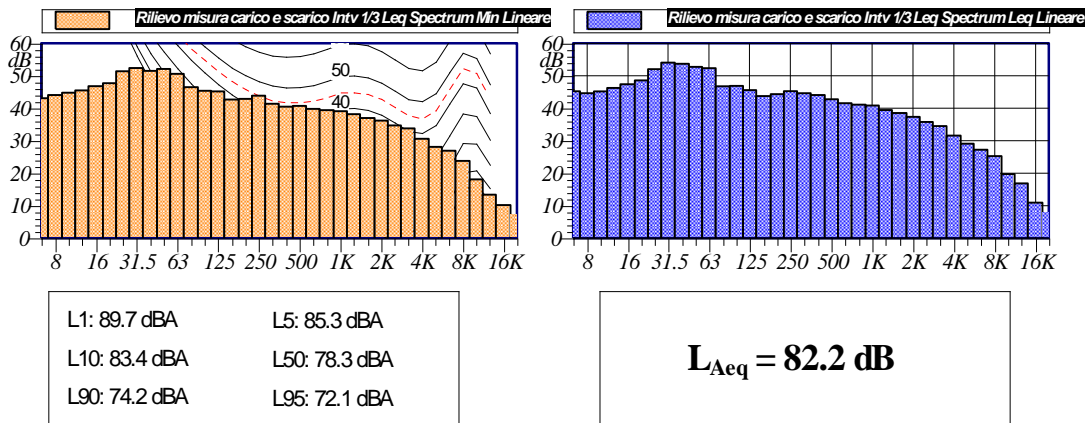 Rilievo misura carico e scarico Intv 1/3 Leq Spectrum Min Lineare
60
dB
50
40
30
20
10
0
50
40
8 16 31.5 63 125 250 500 1K 2K 4K 8K 16K
Rilievo misura carico e scarico Intv 1/3 Leq Spectrum Leq Lineare
60
dB
50
40
30
20
10
0
8 16 31.5 63 125 250 500 1K 2K 4K 8K 16K
L1: 89.7 dBA L5: 85.3 dBA
L10: 83.4 dBA L50: 78.3 dBA
L90: 74.2 dBA L95: 72.1 dBA
LAeq = 82.2 dB